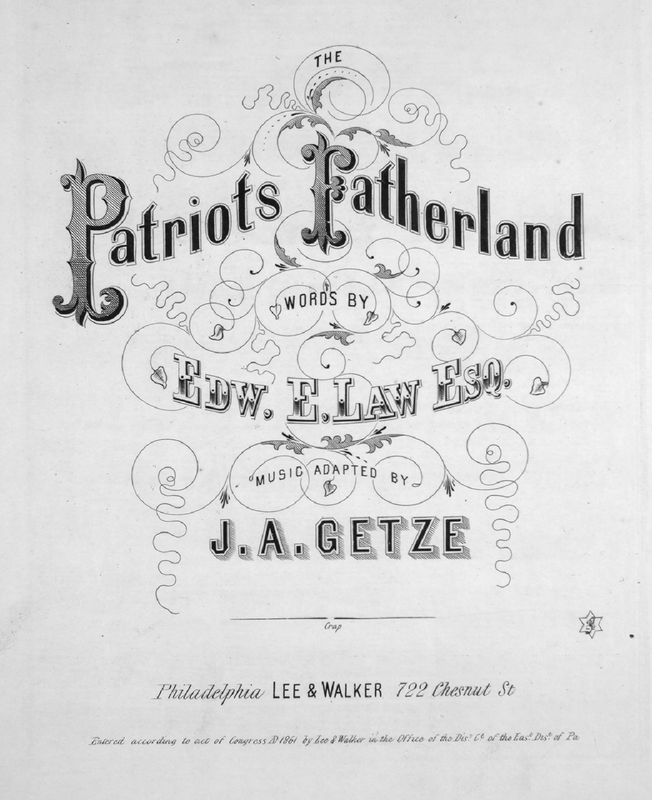 THE
Patriots Fatherland
WORDS BY
EDW. E. LAW ESQ.
MUSIC ADAPTED BY
J. A. GETZE
Crap
Philadelphia LEE & WALKER 722 Chesnut St
Entered according to act of Congress AD 1861 by Lee & Walker in the Office of the Dist. Ct. of the East. Dist. of Pa